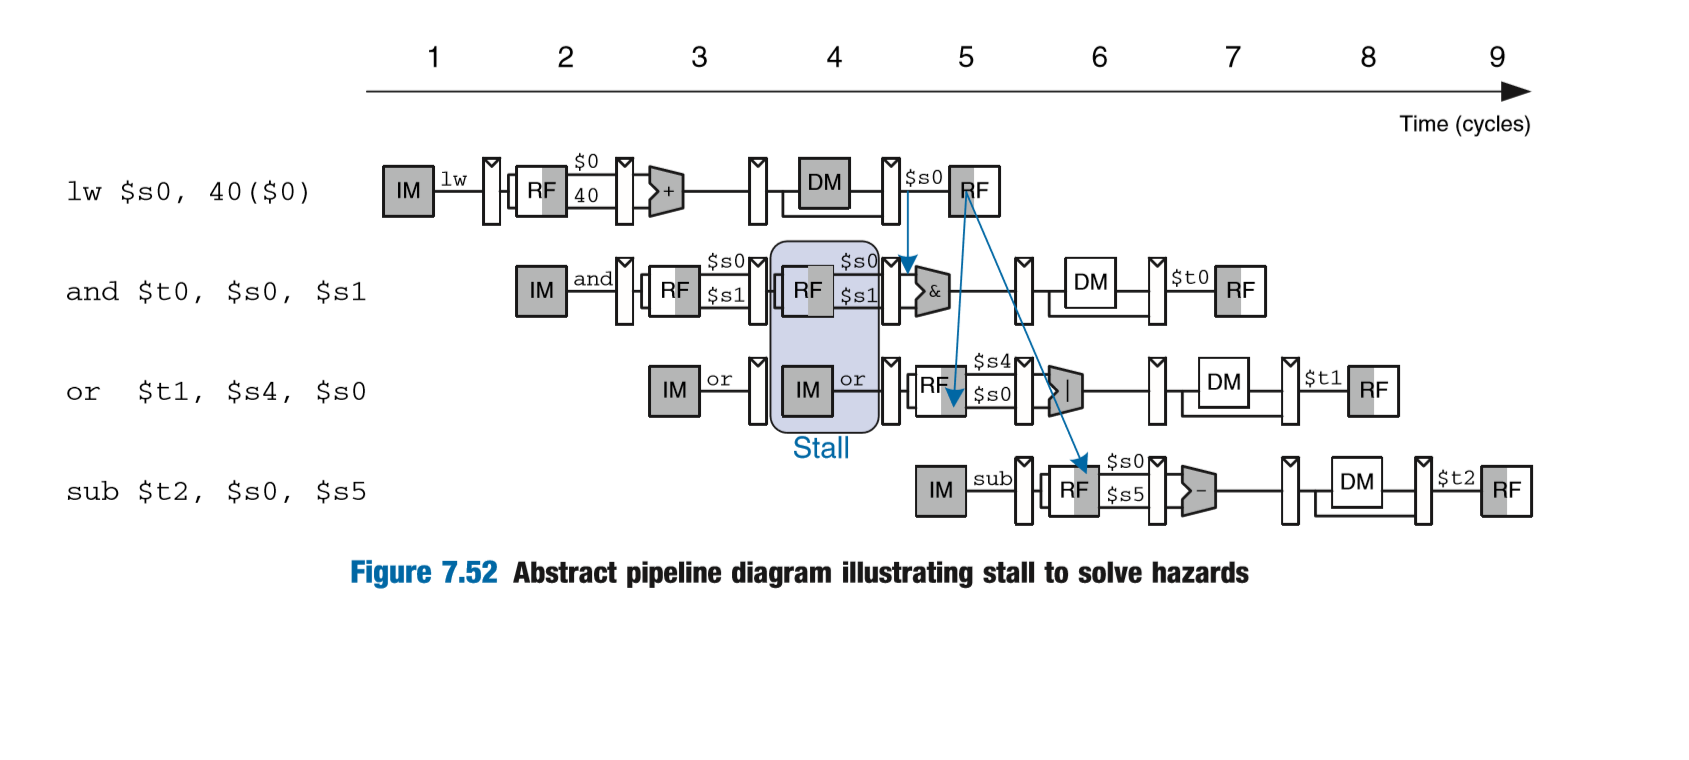 1 2 3 4 5 6 7 8 9
Time (cycles)
lw $s0, 40($0) IM lw RF $0 40 + DM $s0 RF
and $t0, $s0, $s1 IM and RF $s0 $s1 RF $s0 $s1 & DM $t0 RF
or $t1, $s4, $s0 IM or IM or RF $s4 $s0 | DM $t1 RF
Stall
sub $t2, $s0, $s5 IM sub RF $s0 $s5 - DM $t2 RF
Figure 7.52 Abstract pipeline diagram illustrating stall to solve hazards